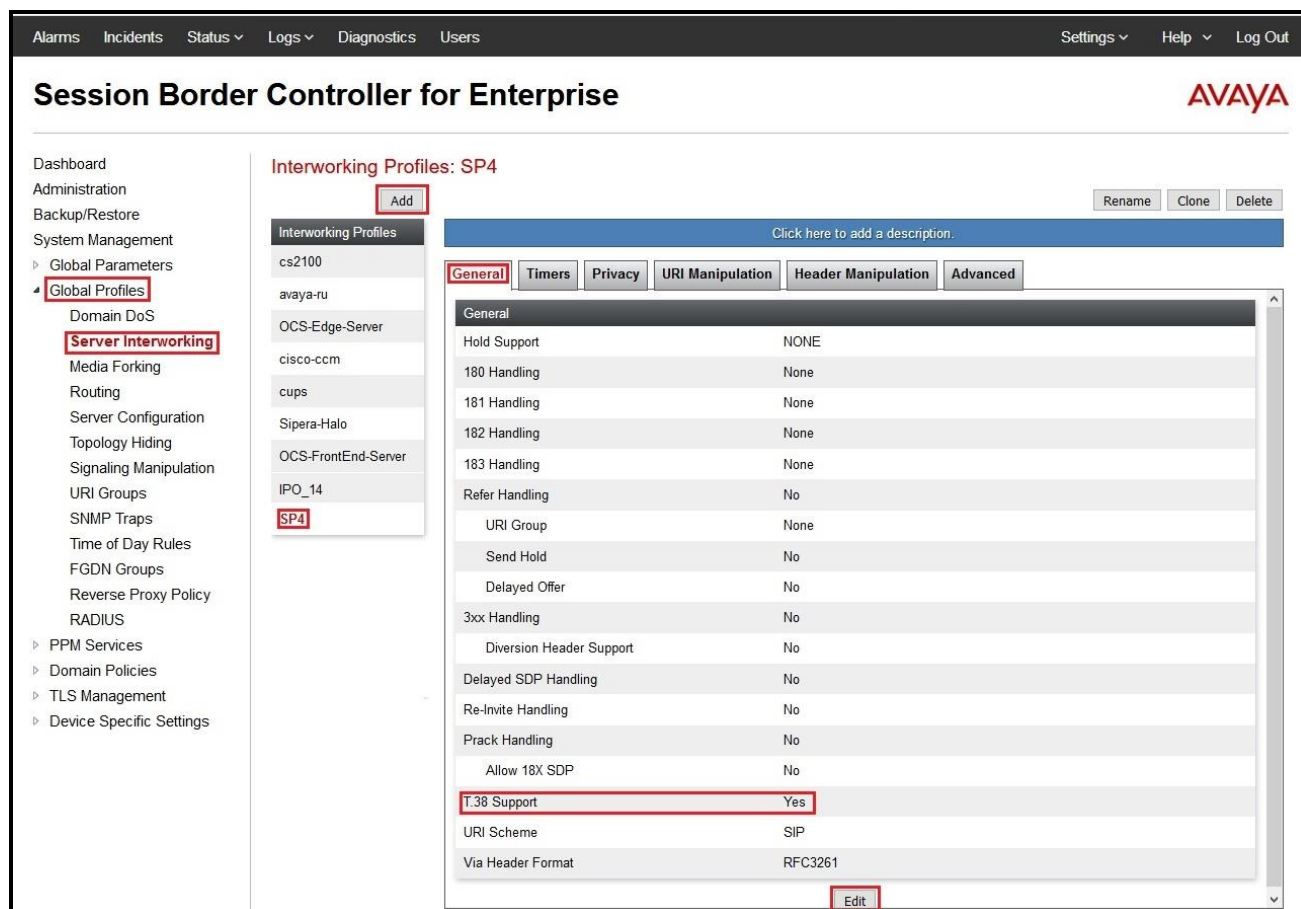 Alarms Incidents Status Logs Diagnostics Users Settings Help Log Out
Session Border Controller for Enterprise
AVAYA
Dashboard
Administration
Backup/Restore
System Management
Global Parameters
Global Profiles
Domain DoS
Server Interworking
Media Forking
Routing
Server Configuration
Topology Hiding
Signaling Manipulation
URI Groups
SNMP Traps
Time of Day Rules
FGDN Groups
Reverse Proxy Policy
RADIUS
PPM Services
Domain Policies
TLS Management
Device Specific Settings
Interworking Profiles: SP4
Add
Rename Clone Delete
Interworking Profiles
cs2100
avaya-ru
OCS-Edge-Server
cisco-ccm
cups
Sipera-Halo
OCS-FrontEnd-Server
IPO_14
SP4
Click here to add a description.
General Timers Privacy URI Manipulation Header Manipulation Advanced
General
Hold Support NONE
180 Handling None
181 Handling None
182 Handling None
183 Handling None
Refer Handling No
URI Group None
Send Hold No
Delayed Offer No
3xx Handling No
Diversion Header Support No
Delayed SDP Handling No
Re-Invite Handling No
Prack Handling No
Allow 18X SDP No
T.38 Support Yes
URI Scheme SIP
Via Header Format RFC3261
Edit